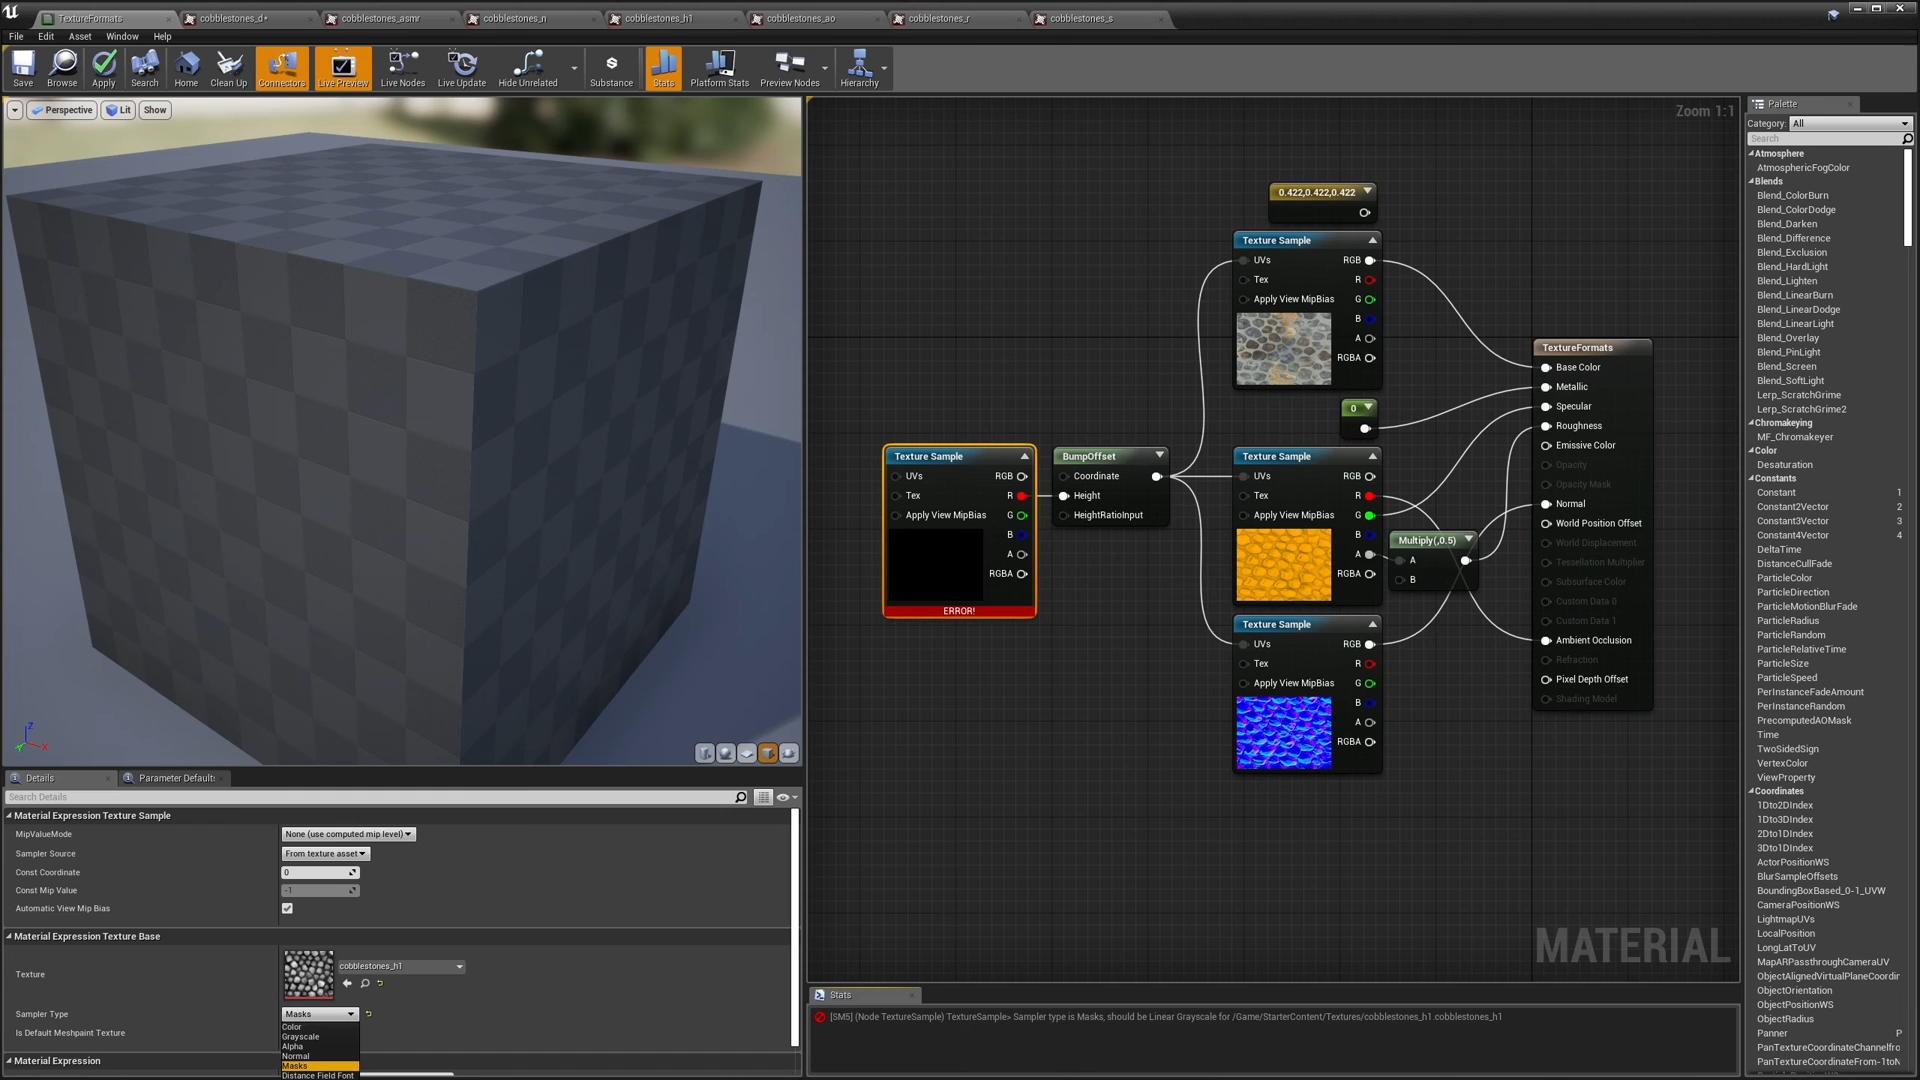 TextureFormats
cobblestones_d*
cobblestones_asmr
cobblestones_n
cobblestones_h1
cobblestones_ao
cobblestones_r
cobblestones_s
File Edit Asset Window Help
Save
Browse
Apply
Search
Home
Clean Up
Connectors
Live Preview
Live Nodes
Live Update
Hide Unrelated
Substance
Stats
Platform Stats
Preview Nodes
Hierarchy
Perspective
Lit
Show
Z
X
Y
Zoom 1:1
0.422,0.422,0.422
Texture Sample
UVs RGB
Tex R
Apply View MipBias G
B
A
RGBA
0
Texture Sample
UVs RGB
Tex R
Apply View MipBias G
B
A
RGBA
ERROR!
BumpOffset
Coordinate
Height
HeightRatioInput
Texture Sample
UVs RGB
Tex R
Apply View MipBias G
B
A
RGBA
Multiply(,0.5)
A
B
Texture Sample
UVs RGB
Tex R
Apply View MipBias G
B
A
RGBA
TextureFormats
Base Color
Metallic
Specular
Roughness
Emissive Color
Opacity
Opacity Mask
Normal
World Position Offset
World Displacement
Tessellation Multiplier
Subsurface Color
Custom Data 0
Custom Data 1
Ambient Occlusion
Refraction
Pixel Depth Offset
Shading Model
MATERIAL
Details
Parameter Defaults
Search Details
Material Expression Texture Sample
MipValueMode None (use computed mip level)
Sampler Source From texture asset
Const Coordinate 0
Const Mip Value -1
Automatic View Mip Bias
Material Expression Texture Base
Texture cobblestones_h1
Sampler Type Masks
Is Default Meshpaint Texture
Color
Grayscale
Alpha
Normal
Masks
Distance Field Font
Material Expression
Stats
[SM5] (Node TextureSample) TextureSample> Sampler type is Masks, should be Linear Grayscale for /Game/StarterContent/Textures/cobblestones_h1.cobblestones_h1
Palette
Category: All
Search
Atmosphere
AtmosphericFogColor
Blends
Blend_ColorBurn
Blend_ColorDodge
Blend_Darken
Blend_Difference
Blend_Exclusion
Blend_HardLight
Blend_Lighten
Blend_LinearBurn
Blend_LinearDodge
Blend_LinearLight
Blend_Overlay
Blend_PinLight
Blend_Screen
Blend_SoftLight
Lerp_ScratchGrime
Lerp_ScratchGrime2
Chromakeying
MF_Chromakeyer
Color
Desaturation
Constants
Constant 1
Constant2Vector 2
Constant3Vector 3
Constant4Vector 4
DeltaTime
DistanceCullFade
ParticleColor
ParticleDirection
ParticleMotionBlurFade
ParticleRadius
ParticleRandom
ParticleRelativeTime
ParticleSize
ParticleSpeed
PerInstanceFadeAmount
PerInstanceRandom
PrecomputedAOMask
Time
TwoSidedSign
VertexColor
ViewProperty
Coordinates
1Dto2DIndex
1Dto3DIndex
2Dto1DIndex
3Dto1DIndex
ActorPositionWS
BlurSampleOffsets
BoundingBoxBased_0-1_UVW
CameraPositionWS
LightmapUVs
LocalPosition
LongLatToUV
MapARPassthroughCameraUV
ObjectAlignedVirtualPlaneCoordin
ObjectOrientation
ObjectPositionWS
ObjectRadius
Panner P
PanTextureCoordinateChannelfro
PanTextureCoordinateFrom-1toN